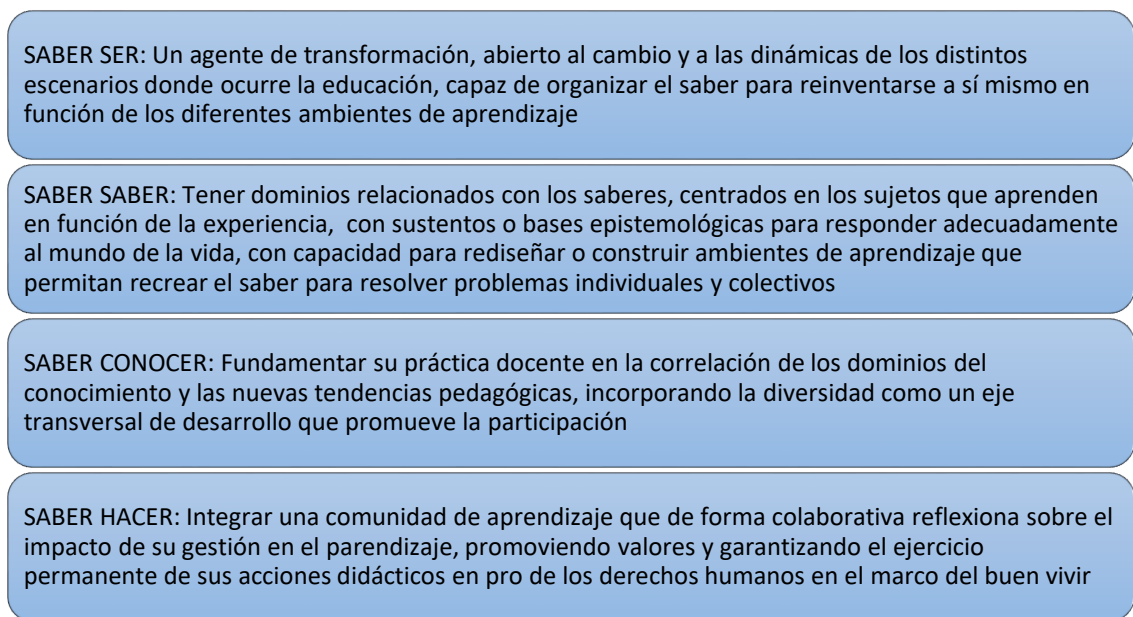 SABER SER: Un agente de transformación, abierto al cambio y a las dinámicas de los distintos
escenarios donde ocurre la educación, capaz de organizar el saber para reinventarse a sí mismo en
función de los diferentes ambientes de aprendizaje
SABER SABER: Tener dominios relacionados con los saberes, centrados en los sujetos que aprenden
en función de la experiencia, con sustentos o bases epistemológicas para responder adecuadamente
al mundo de la vida, con capacidad para rediseñar o construir ambientes de aprendizaje que
permitan recrear el saber para resolver problemas individuales y colectivos
SABER CONOCER: Fundamentar su práctica docente en la correlación de los dominios del
conocimiento y las nuevas tendencias pedagógicas, incorporando la diversidad como un eje
transversal de desarrollo que promueve la participación
SABER HACER: Integrar una comunidad de aprendizaje que de forma colaborativa reflexiona sobre el
impacto de su gestión en el parendizaje, promoviendo valores y garantizando el ejercicio
permanente de sus acciones didácticos en pro de los derechos humanos en el marco del buen vivir